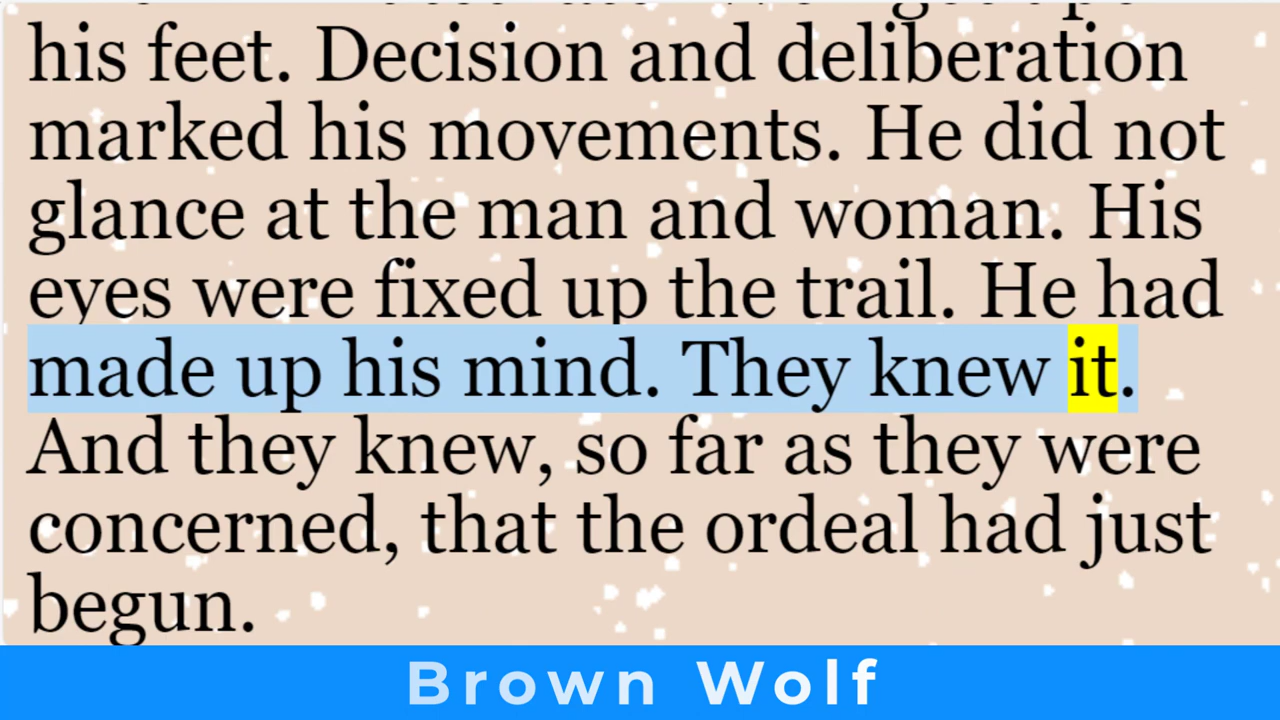 his feet. Decision and deliberation
marked his movements. He did not
glance at the man and woman. His
eyes were fixed up the trail. He had
made up his mind. They knew it.
And they knew, so far as they were
concerned, that the ordeal had just
begun.
Brown Wolf